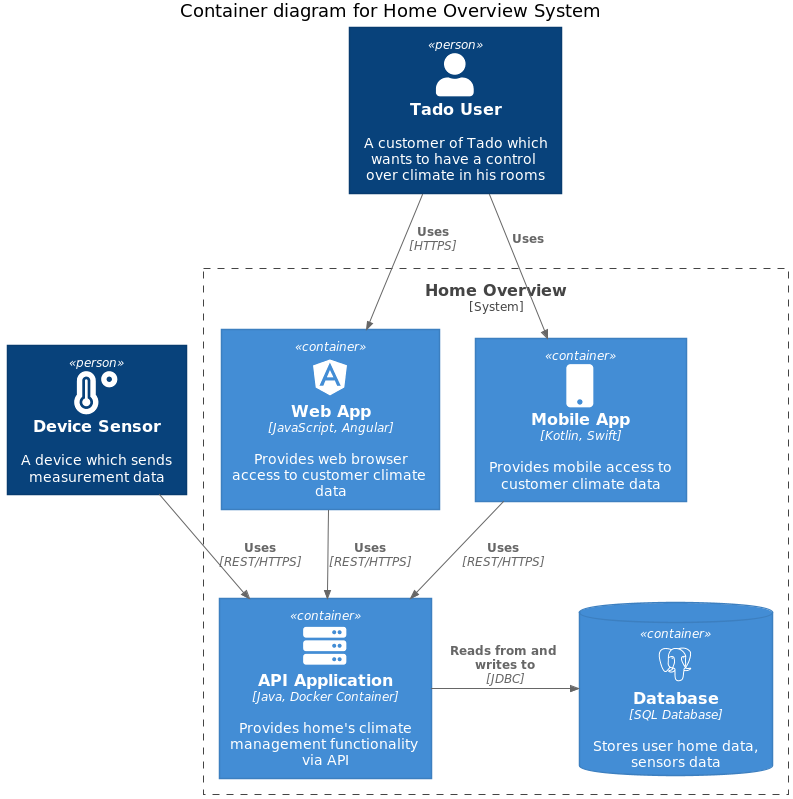 Container diagram for Home Overview System
«person»
Tado User
A customer of Tado which
wants to have a control
over climate in his rooms
Uses
[HTTPS]
Uses
Home Overview
[System]
«person»
Device Sensor
A device which sends
measurement data
«container»
Web App
[JavaScript, Angular]
Provides web browser
access to customer climate
data
«container»
Mobile App
[Kotlin, Swift]
Provides mobile access to
customer climate data
Uses
[REST/HTTPS]
Uses
[REST/HTTPS]
Uses
[REST/HTTPS]
«container»
API Application
[Java, Docker Container]
Provides home's climate
management functionality
via API
Reads from and
writes to
[JDBC]
«container»
Database
[SQL Database]
Stores user home data,
sensors data